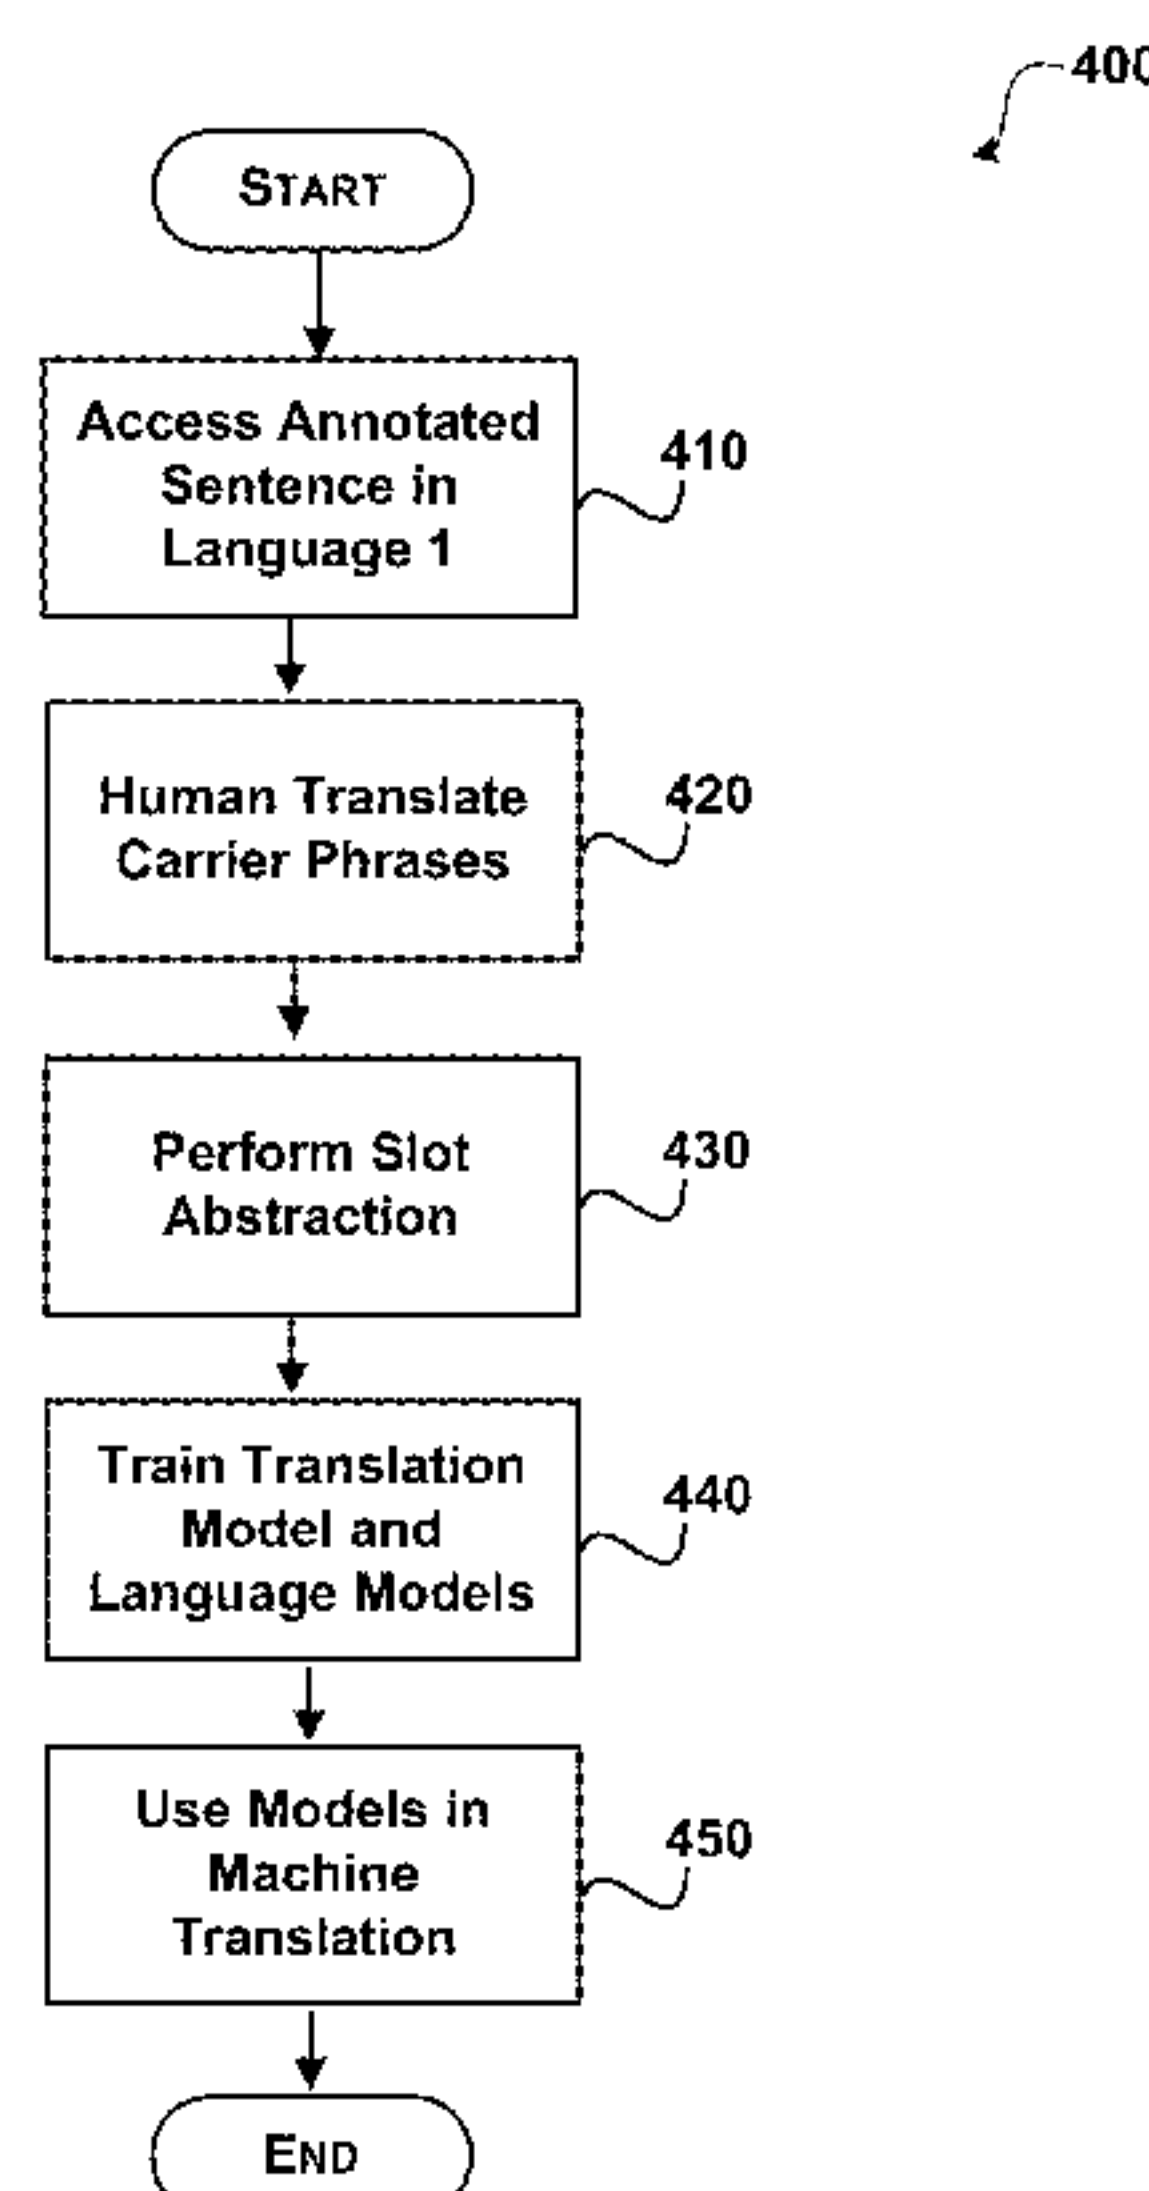 400
START
Access Annotated
Sentence in
Language 1
410
Human Translate
Carrier Phrases
420
Perform Slot
Abstraction
430
Train Translation
Model and
Language Models
440
Use Models in
Machine
Translation
450
END